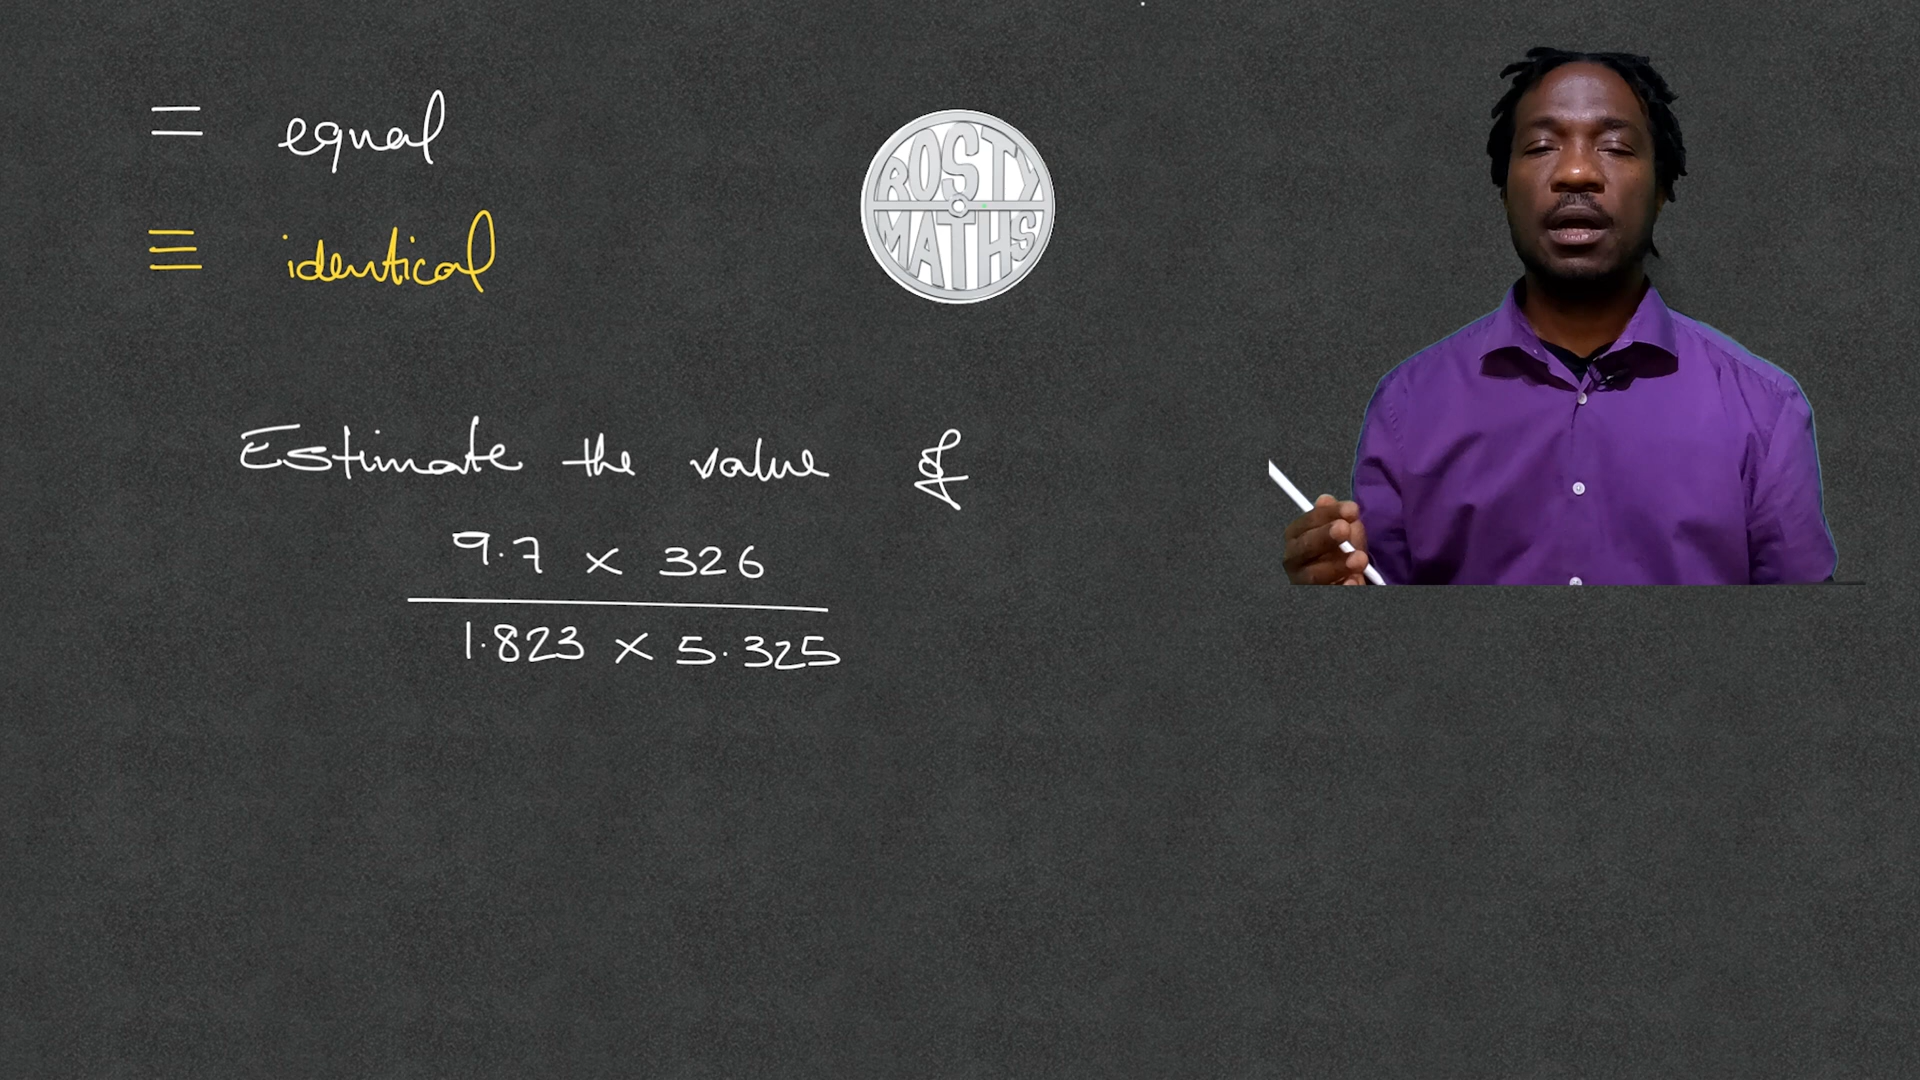 = equal
≡ identical
ROSTY
MATHS
Estimate the value of
9.7 × 326
1.823 × 5.325